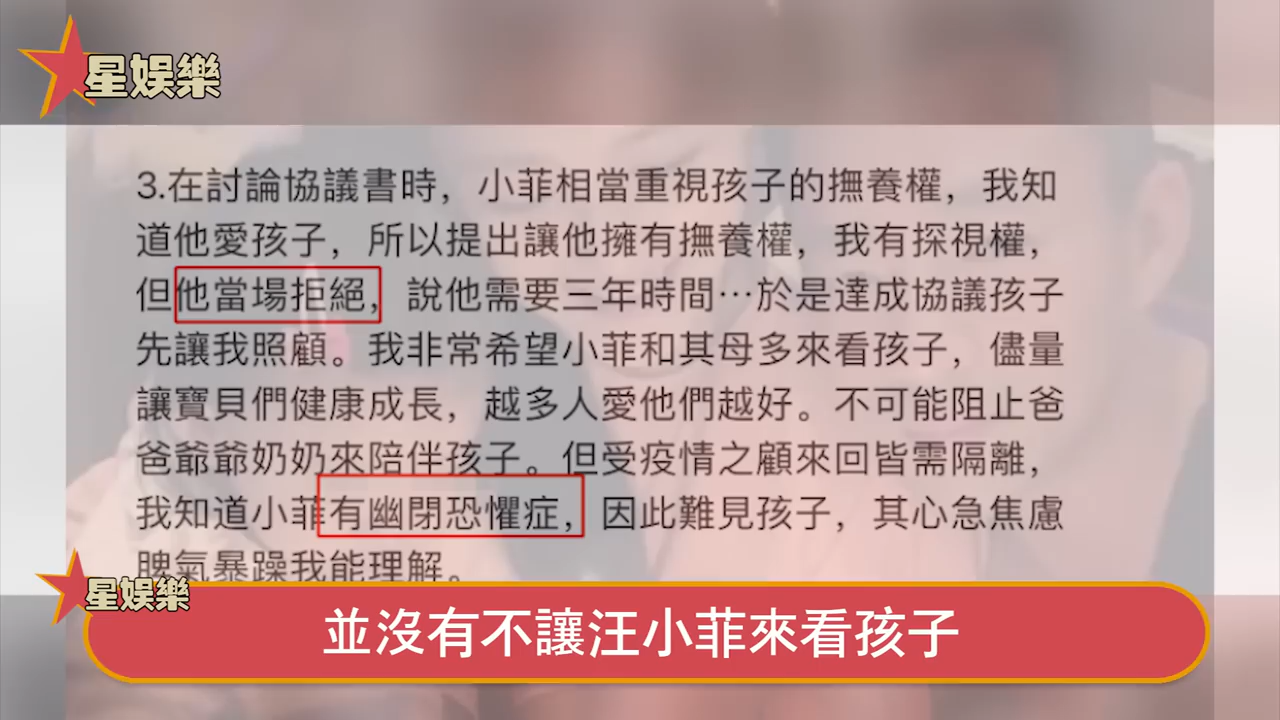 星娱樂
3.在討論協議書時，小菲相當重視孩子的撫養權，我知
道他愛孩子，所以提出讓他擁有撫養權，我有探視權，
但他當場拒絕，說他需要三年時間…於是達成協議孩子
先讓我照顧。我非常希望小菲和其母多來看孩子，儘量
讓寶貝們健康成長，越多人愛他們越好。不可能阻止爸
爸爺爺奶奶來陪伴孩子。但受疫情之顧來回皆需隔離，
我知道小菲有幽閉恐懼症，因此難見孩子，其心急焦慮
脾氣暴躁我能理解。
星娱樂
並沒有不讓汪小菲來看孩子